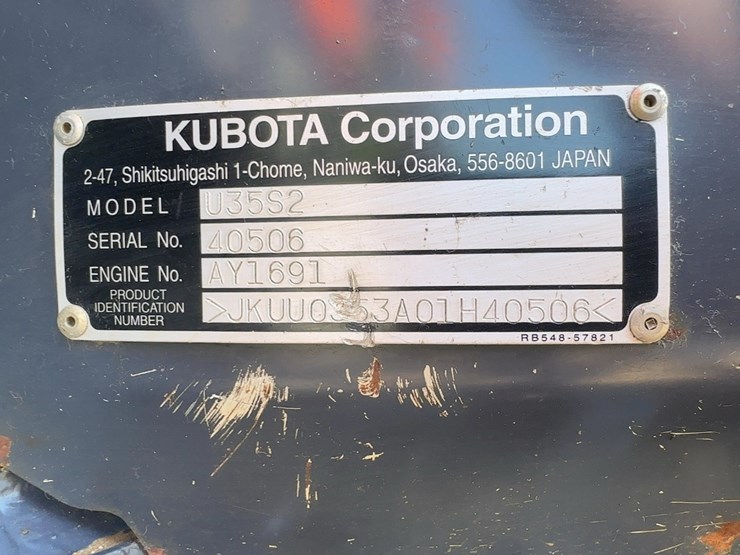 KUBOTA Corporation
2-47, Shikitsuhigashi 1-Chome, Naniwa-ku, Osaka, 556-8601 JAPAN
MODEL U35S2
SERIAL No. 40506
ENGINE No. AY1691
PRODUCT
IDENTIFICATION
NUMBER
RB548-57821